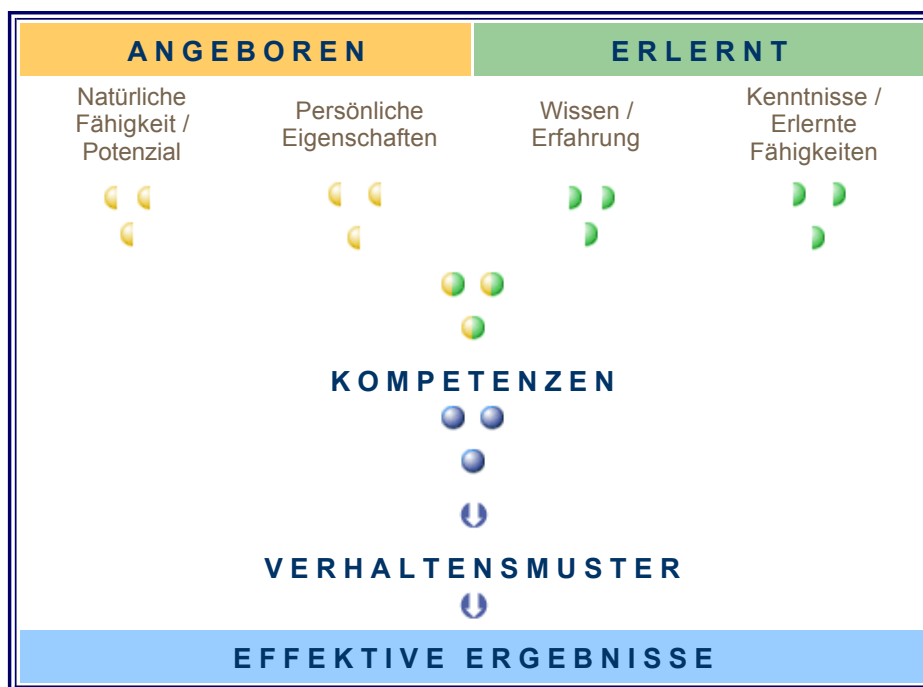 ANGEBOREN
ERLERNT
Natürliche
Fähigkeit /
Potenzial
Persönliche
Eigenschaften
Wissen /
Erfahrung
Kenntnisse /
Erlernte
Fähigkeiten
KOMPETENZEN
VERHALTENSMUSTER
EFFEKTIVE ERGEBNISSE